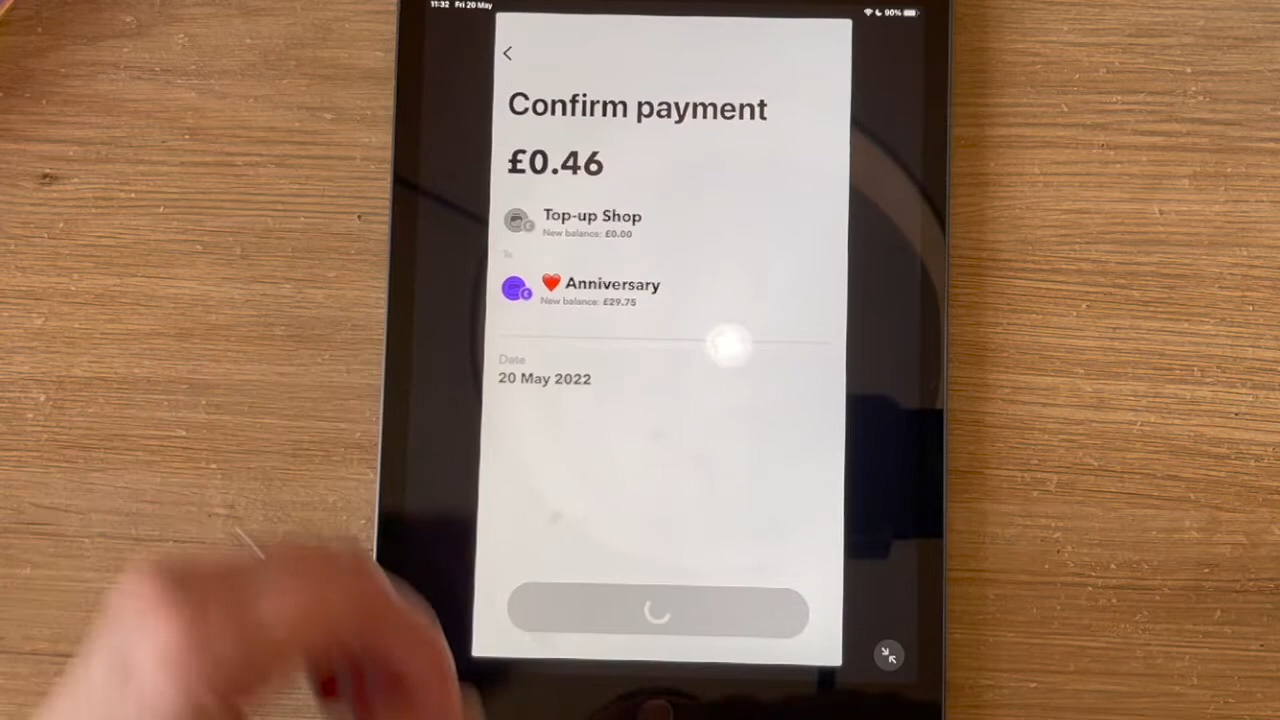 11:32 Fri 20 May
90%
Confirm payment
£0.46
Top-up Shop
New balance: £0.00
To
❤️ Anniversary
New balance: £29.75
Date
20 May 2022